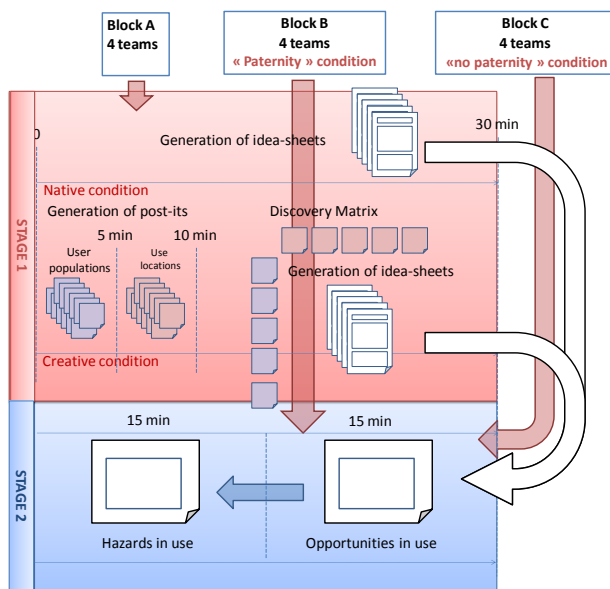 Block A
4 teams
Block B
4 teams
« Paternity » condition
Block C
4 teams
«no paternity » condition
STAGE 1
0
Generation of idea-sheets
30 min
Native condition
Generation of post-its
Discovery Matrix
5 min
10 min
User
populations
Use
locations
Generation of idea-sheets
Creative condition
STAGE 2
15 min
15 min
Hazards in use
Opportunities in use